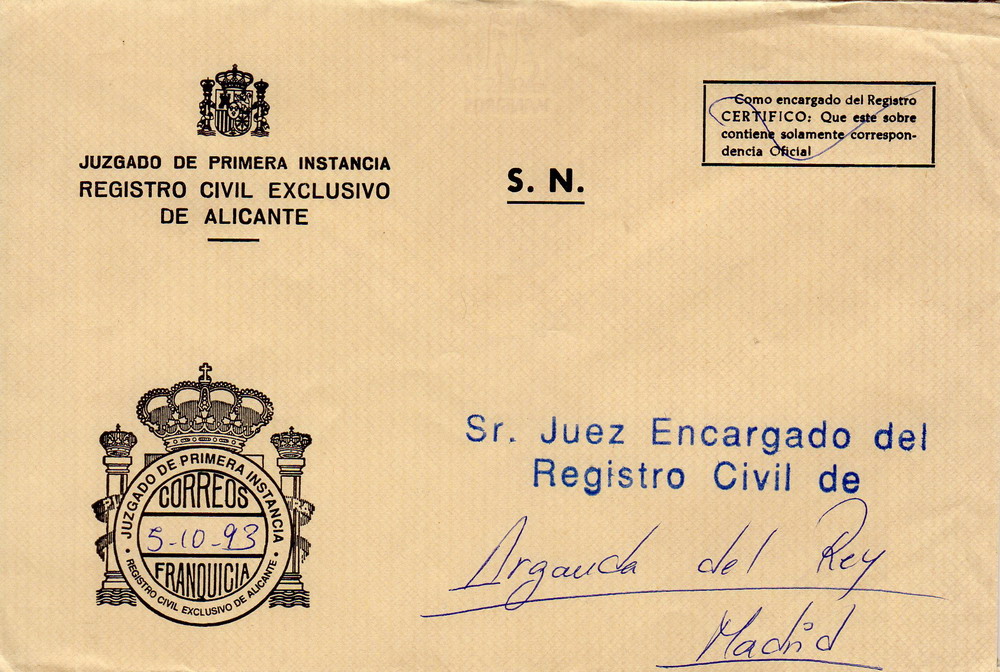 JUZGADO DE PRIMERA INSTANCIA
REGISTRO CIVIL EXCLUSIVO
DE ALICANTE
S. N.
Como encargado del Registro
CERTIFICO: Que este sobre
contiene solamente correspon-
dencia Oficial
JUZGADO DE PRIMERA INSTANCIA
CORREOS
5-10-93
FRANQUICIA
REGISTRO CIVIL EXCLUSIVO DE ALICANTE
Sr. Juez Encargado del
Registro Civil de
Arganda del Rey
Madrid